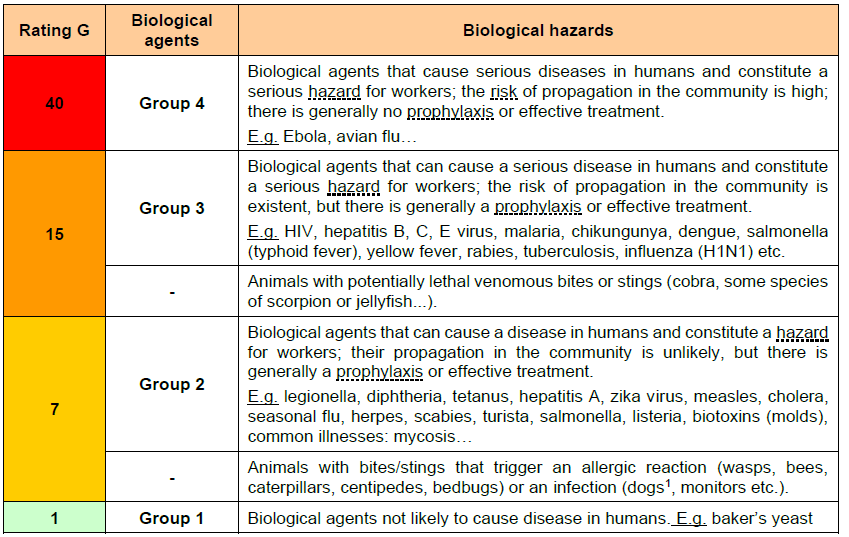 Rating G
Biological
agents
Biological hazards
40
Group 4
Biological agents that cause serious diseases in humans and constitute a
serious hazard for workers; the risk of propagation in the community is high;
there is generally no prophylaxis or effective treatment.
E.g. Ebola, avian flu…
15
Group 3
Biological agents that can cause a serious disease in humans and constitute
a serious hazard for workers; the risk of propagation in the community is
existent, but there is generally a prophylaxis or effective treatment.
E.g. HIV, hepatitis B, C, E virus, malaria, chikungunya, dengue, salmonella
(typhoid fever), yellow fever, rabies, tuberculosis, influenza (H1N1) etc.
-
Animals with potentially lethal venomous bites or stings (cobra, some species
of scorpion or jellyfish...).
7
Group 2
Biological agents that can cause a disease in humans and constitute a hazard
for workers; their propagation in the community is unlikely, but there is
generally a prophylaxis or effective treatment.
E.g. legionella, diphtheria, tetanus, hepatitis A, zika virus, measles, cholera,
seasonal flu, herpes, scabies, turista, salmonella, listeria, biotoxins (molds),
common illnesses: mycosis…
-
Animals with bites/stings that trigger an allergic reaction (wasps, bees,
caterpillars, centipedes, bedbugs) or an infection (dogs¹, monitors etc.).
1
Group 1
Biological agents not likely to cause disease in humans. E.g. baker's yeast